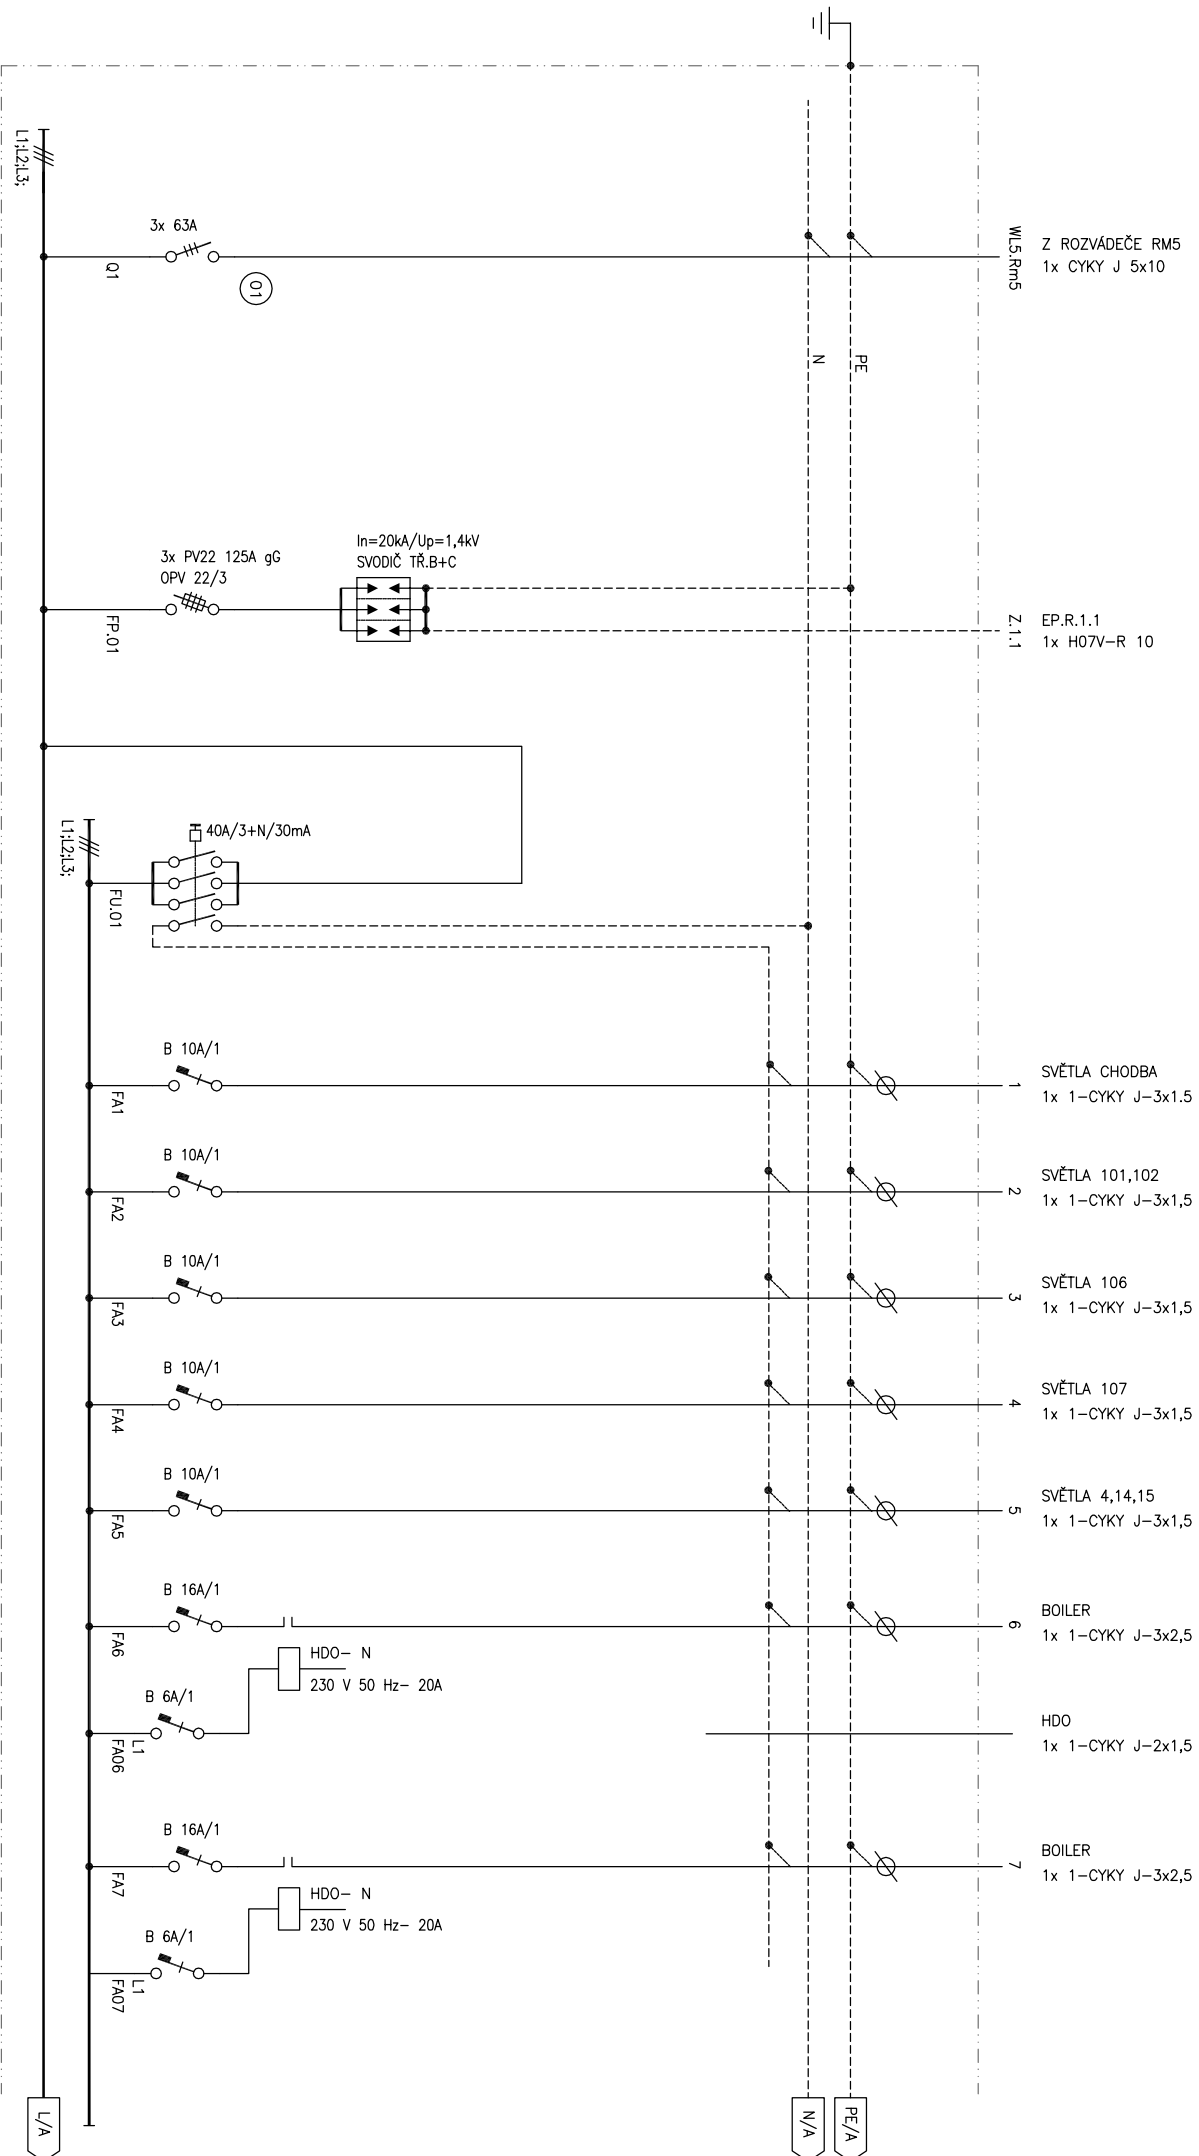 L1;L2;L3;
3x 63A
Q1
01
WL5.Rm5
Z ROZVÁDEČE RM5
1x CYKY J 5x10
N
PE
3x PV22 125A gG
OPV 22/3
FP.01
In=20kA/Up=1,4kV
SVODIČ TŘ.B+C
Z.1.1
EP.R.1.1
1x H07V-R 10
L1;L2;L3;
40A/3+N/30mA
FU.01
B 10A/1
FA1
1
SVĚTLA CHODBA
1x 1-CYKY J-3x1.5
B 10A/1
FA2
2
SVĚTLA 101,102
1x 1-CYKY J-3x1,5
B 10A/1
FA3
3
SVĚTLA 106
1x 1-CYKY J-3x1,5
B 10A/1
FA4
4
SVĚTLA 107
1x 1-CYKY J-3x1,5
B 10A/1
FA5
5
SVĚTLA 4,14,15
1x 1-CYKY J-3x1,5
B 16A/1
FA6
6
BOILER
1x 1-CYKY J-3x2,5
HDO- N
230 V 50 Hz- 20A
B 6A/1
L1
FA06
HDO
1x 1-CYKY J-2x1,5
B 16A/1
FA7
7
BOILER
1x 1-CYKY J-3x2,5
HDO- N
230 V 50 Hz- 20A
B 6A/1
L1
FA07
L/A
N/A
PE/A